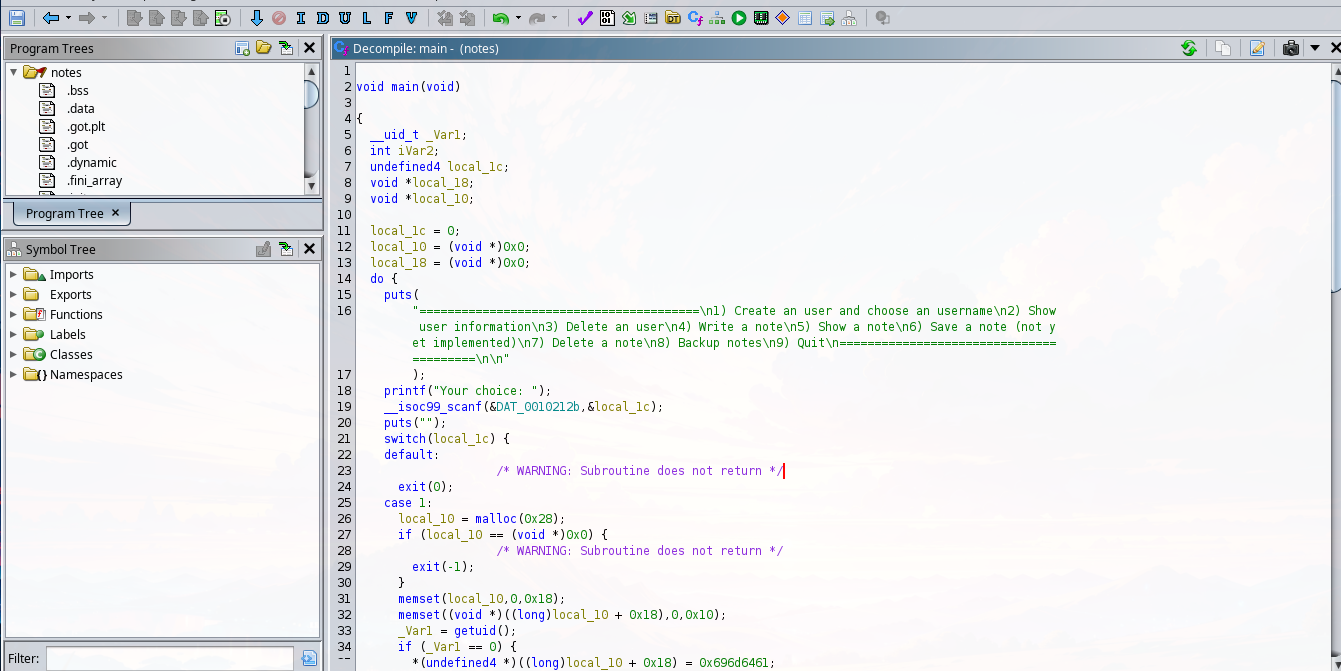 I D U L F V
Program Trees
notes
.bss
.data
.got.plt
.got
.dynamic
.fini_array
Program Tree ×
Symbol Tree
Imports
Exports
Functions
Labels
Classes
Namespaces
Filter:
Decompile: main - (notes)
1
2 void main(void)
3
4 {
5 __uid_t _Var1;
6 int iVar2;
7 undefined4 local_1c;
8 void *local_18;
9 void *local_10;
10
11 local_1c = 0;
12 local_10 = (void *)0x0;
13 local_18 = (void *)0x0;
14 do {
15 puts(
16 "========================================\n1) Create an user and choose an username\n2) Show
user information\n3) Delete an user\n4) Write a note\n5) Show a note\n6) Save a note (not y
et implemented)\n7) Delete a note\n8) Backup notes\n9) Quit\n===============================
=========\n\n"
17 );
18 printf("Your choice: ");
19 __isoc99_scanf(&DAT_0010212b,&local_1c);
20 puts("");
21 switch(local_1c) {
22 default:
23 /* WARNING: Subroutine does not return */
24 exit(0);
25 case 1:
26 local_10 = malloc(0x28);
27 if (local_10 == (void *)0x0) {
28 /* WARNING: Subroutine does not return */
29 exit(-1);
30 }
31 memset(local_10,0,0x18);
32 memset((void *)((long)local_10 + 0x18),0,0x10);
33 _Var1 = getuid();
34 if (_Var1 == 0) {
*(undefined4 *)((long)local_10 + 0x18) = 0x696d6461;